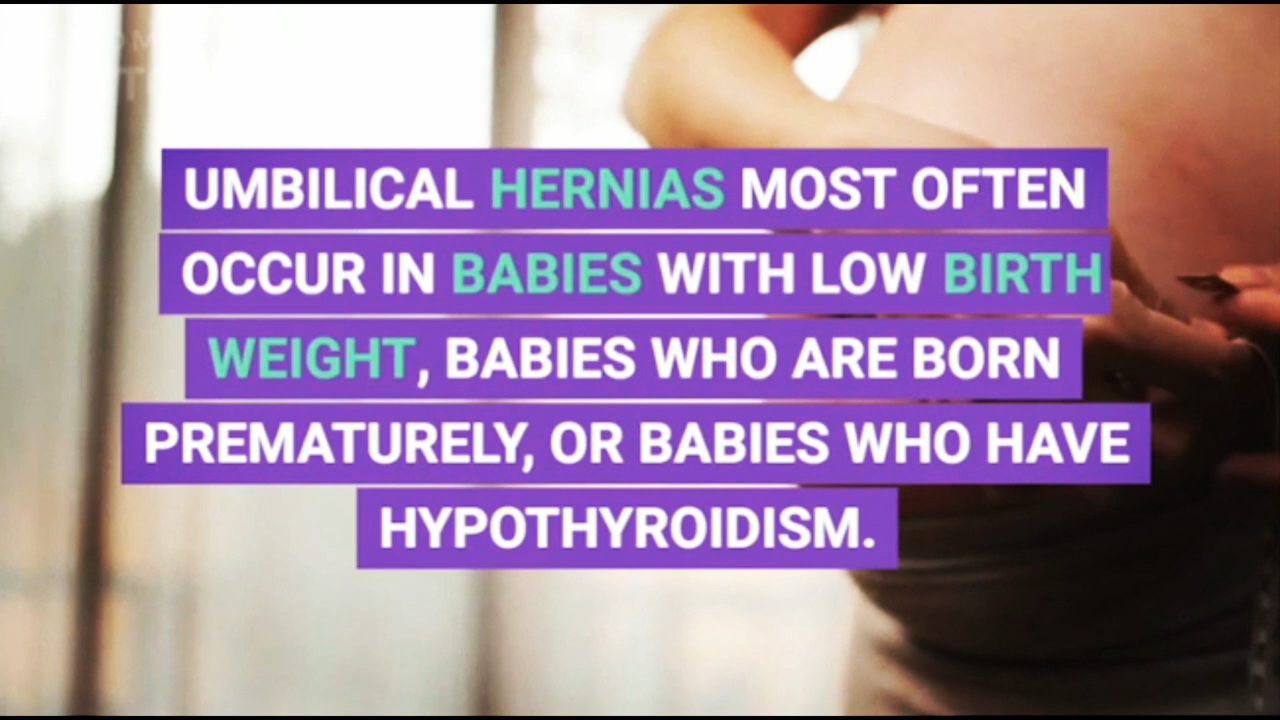 UMBILICAL HERNIAS MOST OFTEN
OCCUR IN BABIES WITH LOW BIRTH
WEIGHT, BABIES WHO ARE BORN
PREMATURELY, OR BABIES WHO HAVE
HYPOTHYROIDISM.